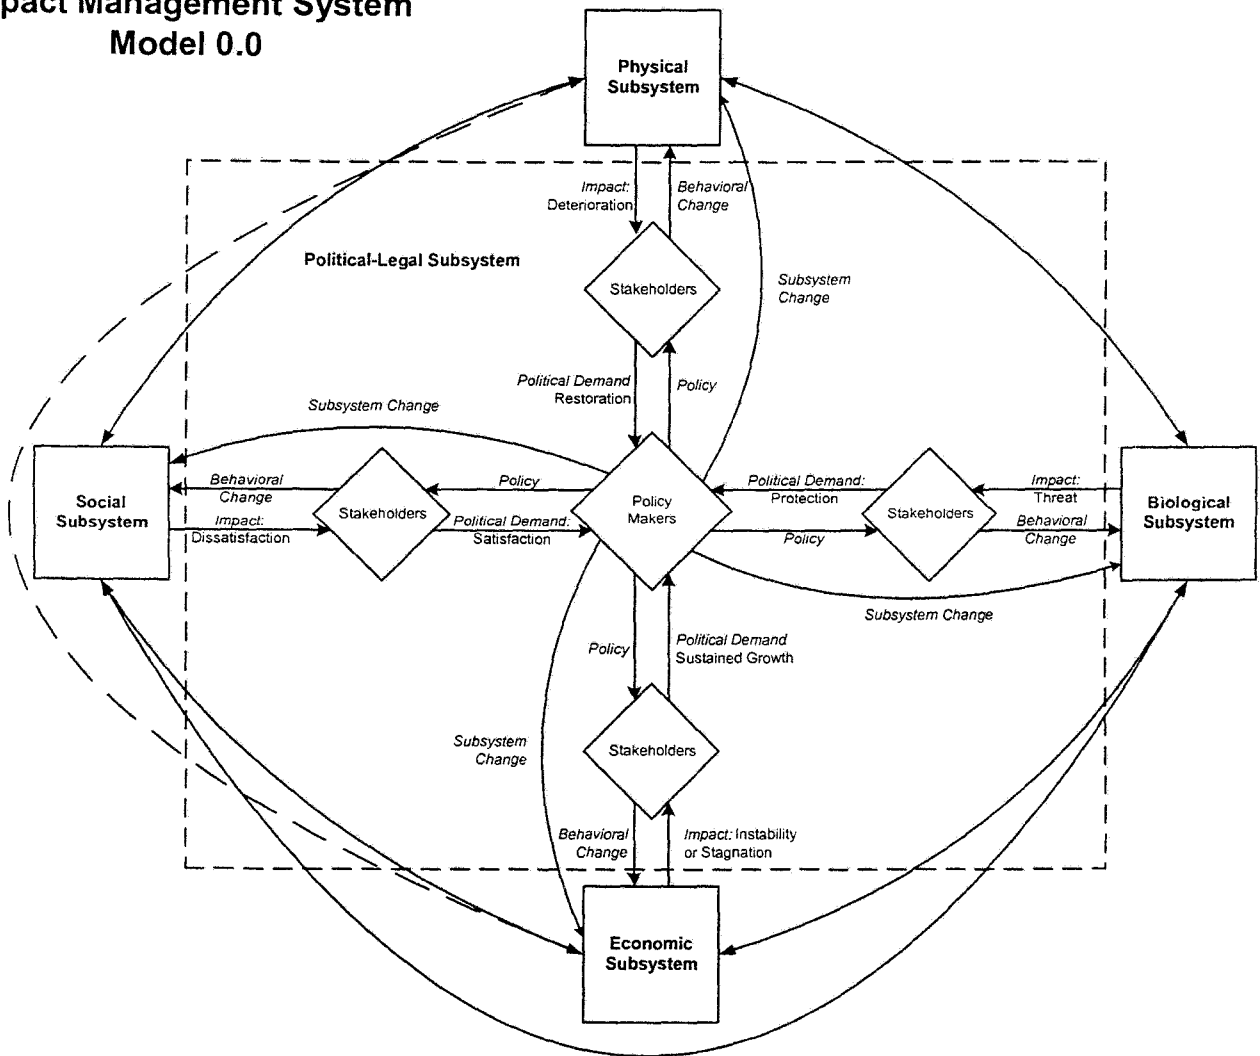 pact Management System
Model 0.0
Physical
Subsystem
Impact:
Deterioration
Behavioral
Change
Political-Legal Subsystem
Stakeholders
Subsystem
Change
Political Demand
Restoration
Policy
Subsystem Change
Social
Subsystem
Behavioral
Change
Impact:
Dissatisfaction
Stakeholders
Policy
Political Demand:
Satisfaction
Policy
Makers
Political Demand:
Protection
Policy
Stakeholders
Impact:
Threat
Behavioral
Change
Biological
Subsystem
Subsystem Change
Policy
Political Demand
Sustained Growth
Subsystem
Change
Stakeholders
Behavioral
Change
Impact: Instability
or Stagnation
Economic
Subsystem